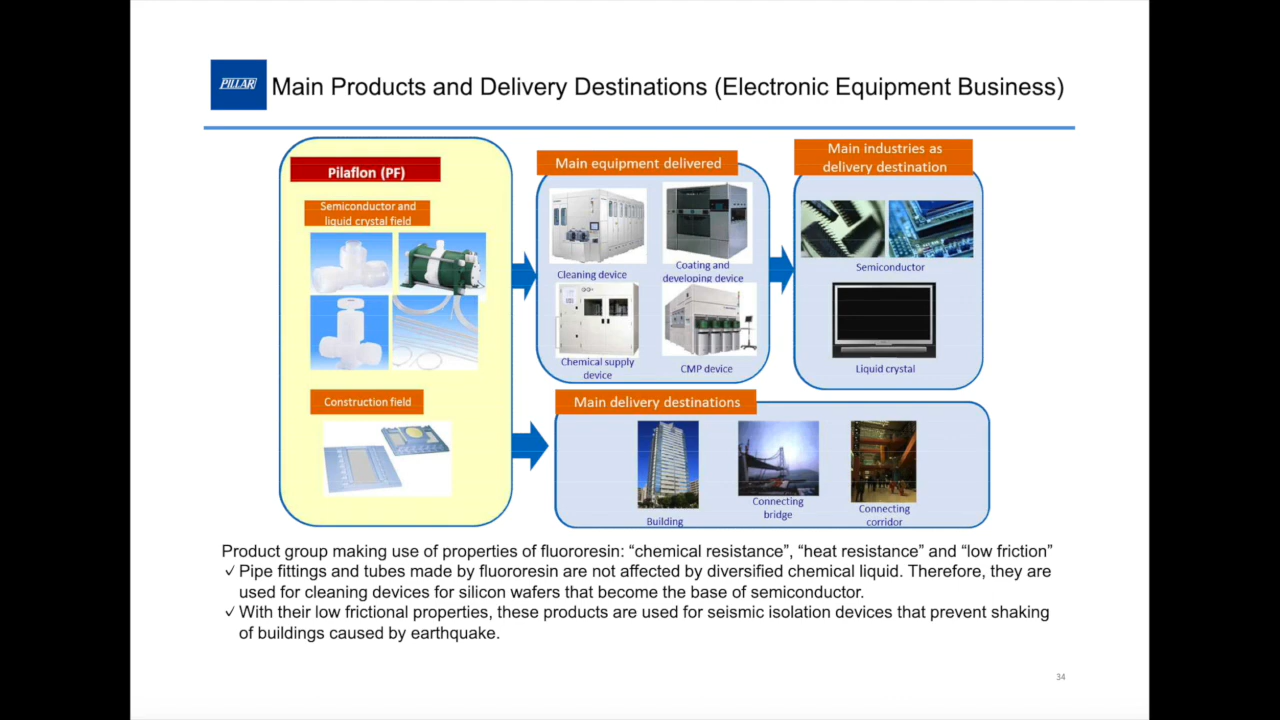 PILLAR
Main Products and Delivery Destinations (Electronic Equipment Business)
Pilaflon (PF)
Semiconductor and
liquid crystal field
Construction field
Main equipment delivered
Cleaning device
Coating and
developing device
Chemical supply
device
CMP device
Main industries as
delivery destination
Semiconductor
Liquid crystal
Main delivery destinations
Building
Connecting
bridge
Connecting
corridor
Product group making use of properties of fluororesin: “chemical resistance”, “heat resistance” and “low friction”
✓ Pipe fittings and tubes made by fluororesin are not affected by diversified chemical liquid. Therefore, they are
used for cleaning devices for silicon wafers that become the base of semiconductor.
✓ With their low frictional properties, these products are used for seismic isolation devices that prevent shaking
of buildings caused by earthquake.
34